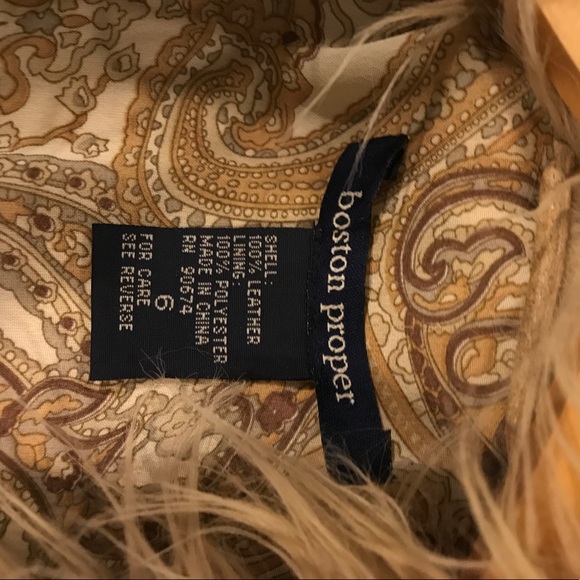 boston proper
SHELL:
100% LEATHER
LINING:
100% POLYESTER
MADE IN CHINA
RN 90674
6
FOR CARE
SEE REVERSE